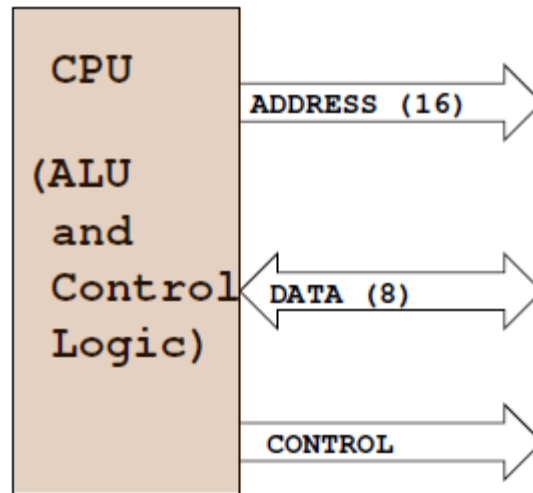 CPU
(ALU
and
Control
Logic)
ADDRESS (16)
DATA (8)
CONTROL